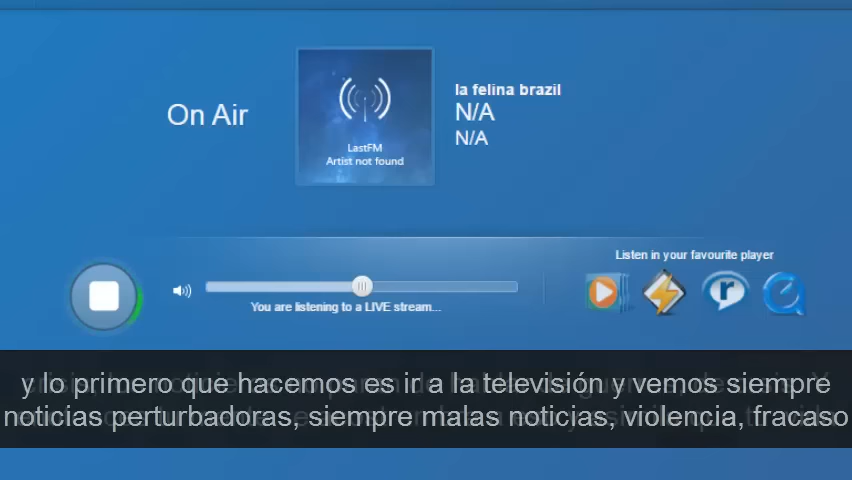 la felina brazil
On Air
N/A
N/A
LastFM
Artist not found
Listen in your favourite player
You are listening to a LIVE stream...
y lo primero que hacemos es ir a la televisión y vemos siempre
noticias perturbadoras, siempre malas noticias, violencia, fracaso